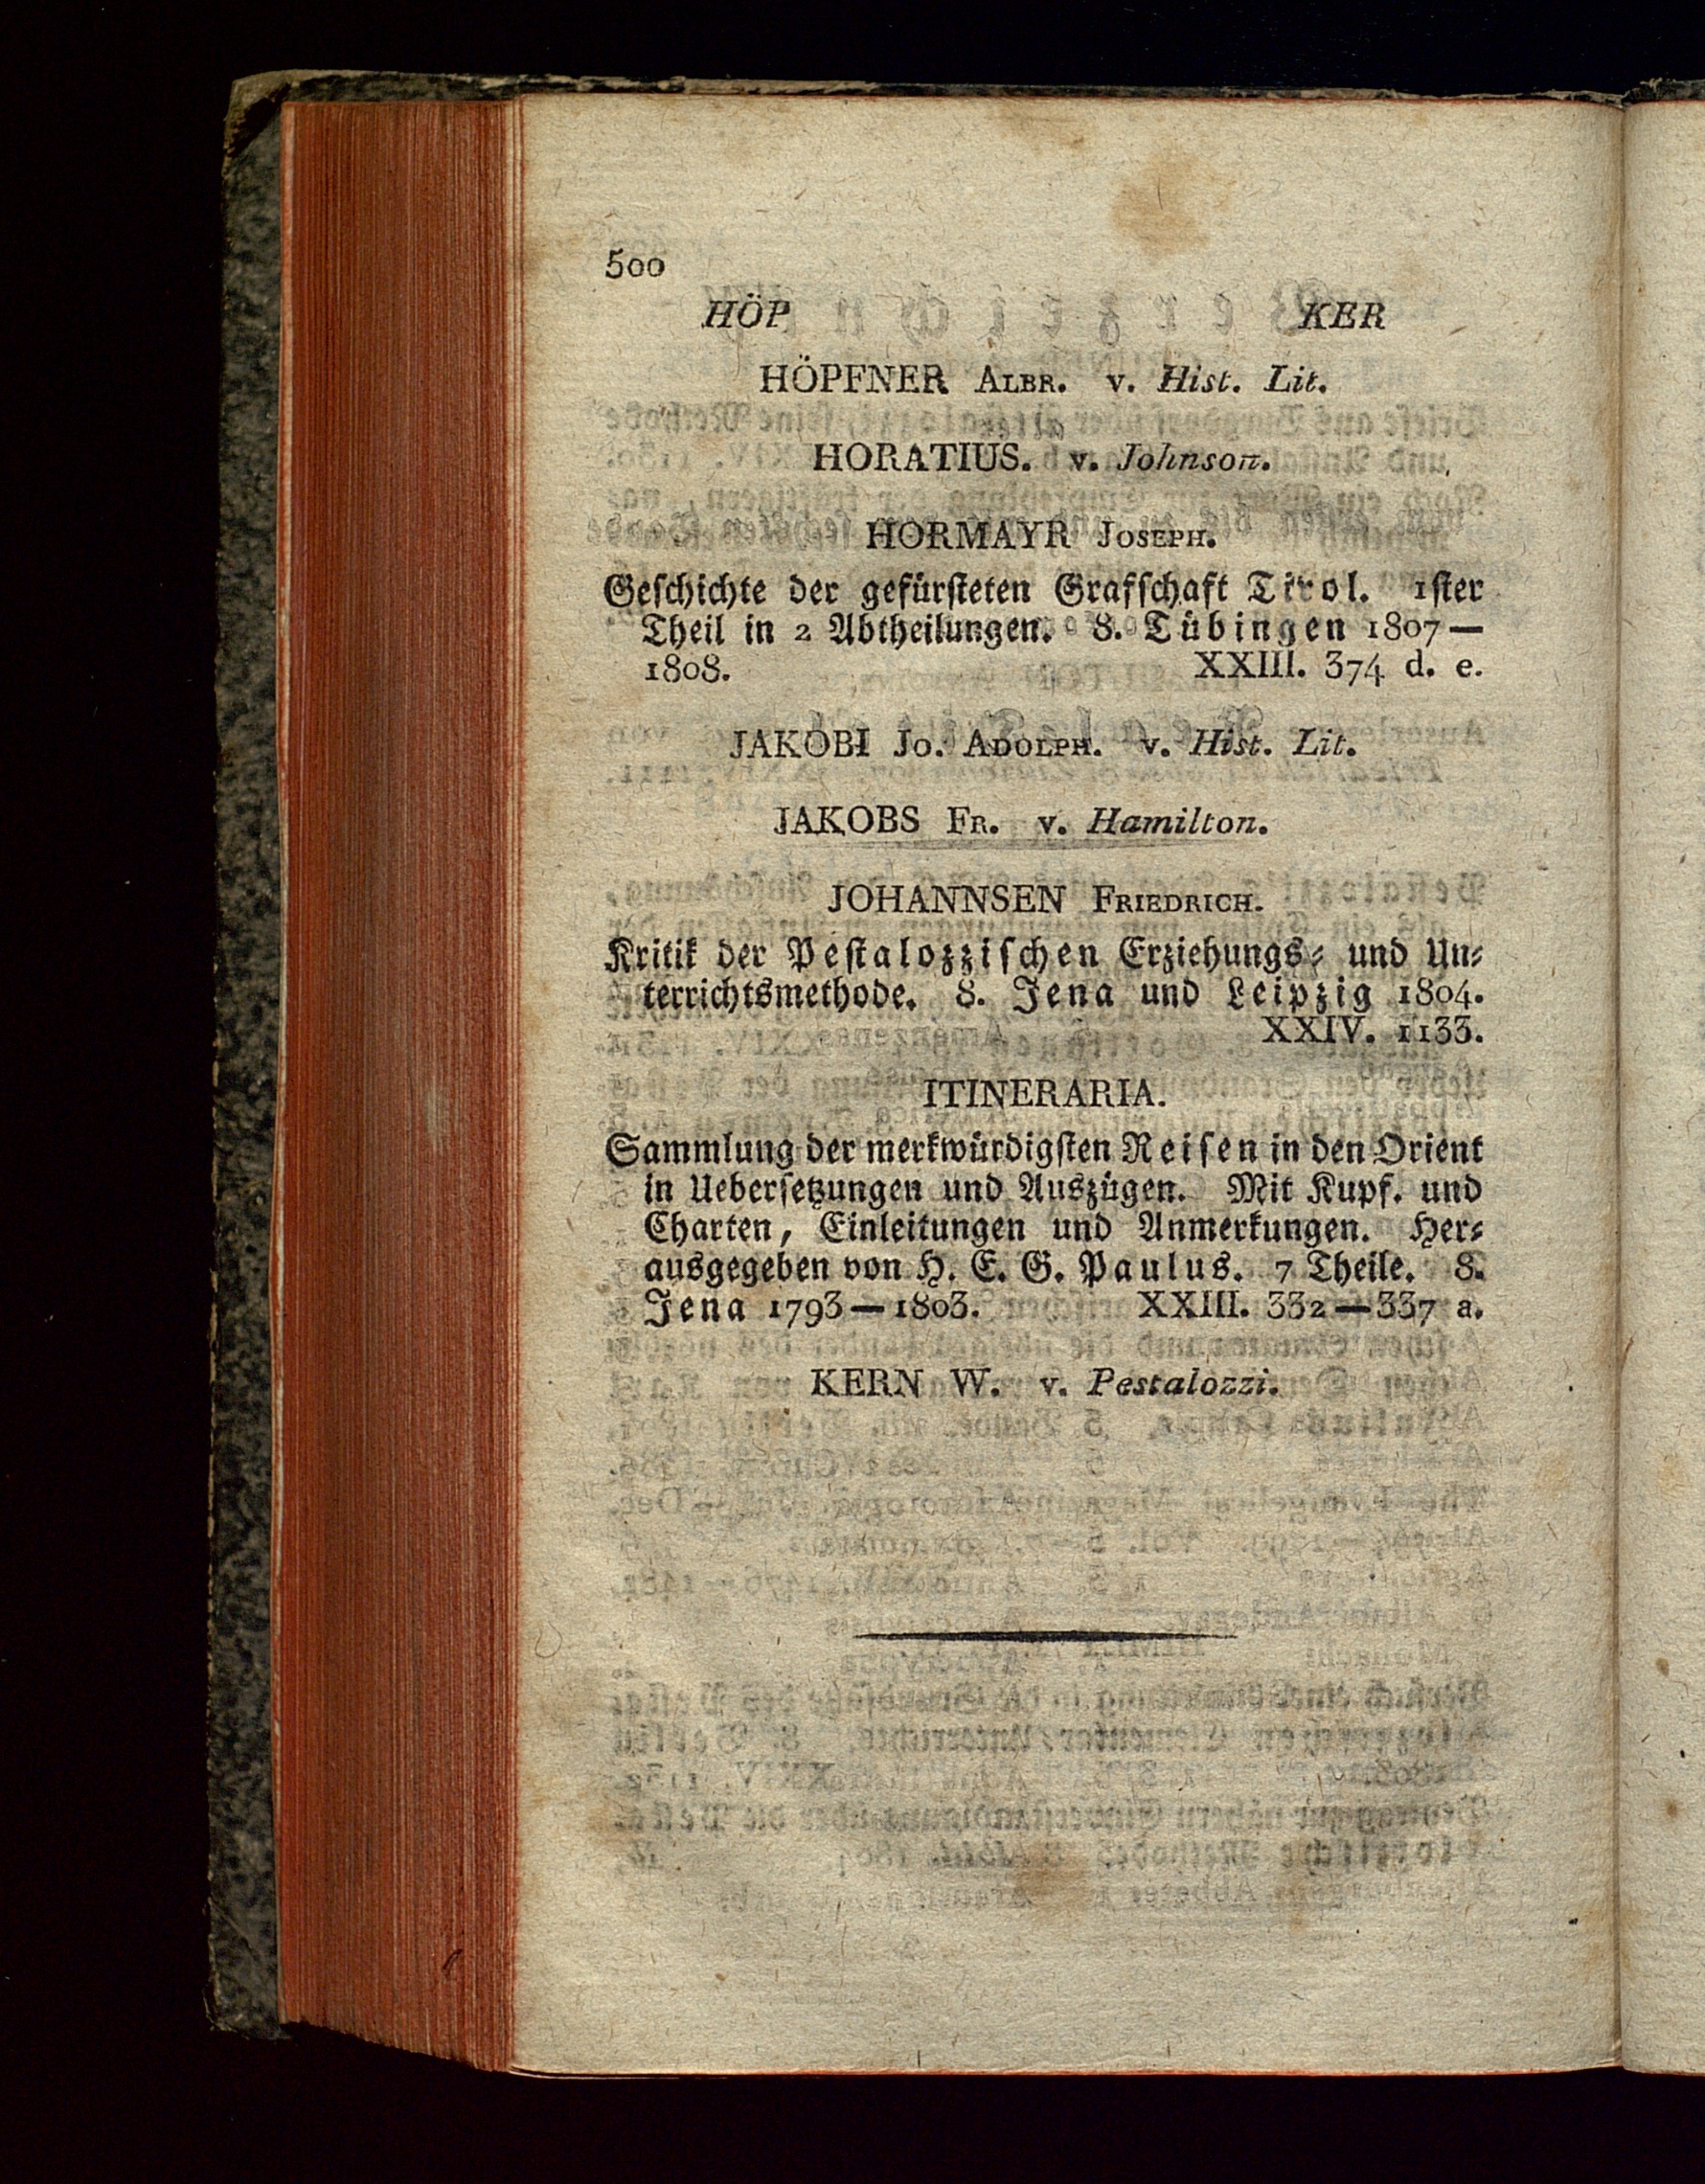 500
HÖP KER
HÖPFNER ALBR. v. Hist. Lit.
HORATIUS. v. Johnson.
HORMAYR JOSEPH.
Geſchichte der gefürſteten Grafſchaft Tirol. 1ſter
Theil in 2 Abtheilungen. 8. Tübingen 1807—
1808. XXIII. 374 d. e.
JAKOBI JO. ADOLPH. v. Hist. Lit.
JAKOBS FR. v. Hamilton.
JOHANNSEN FRIEDRICH.
Kritik der Peſtalozziſchen Erziehungs- und Un-
terrichtsmethode. 8. Jena und Leipzig 1804.
XXIV. 1133.
ITINERARIA.
Sammlung der merkwürdigſten Reiſen in den Orient
in Ueberſetzungen und Auszügen. Mit Kupf. und
Charten, Einleitungen und Anmerkungen. Her-
ausgegeben von H. E. G. Paulus. 7 Theile. 8.
Jena 1793—1803. XXIII. 332—337 a.
KERN W. v. Pestalozzi.